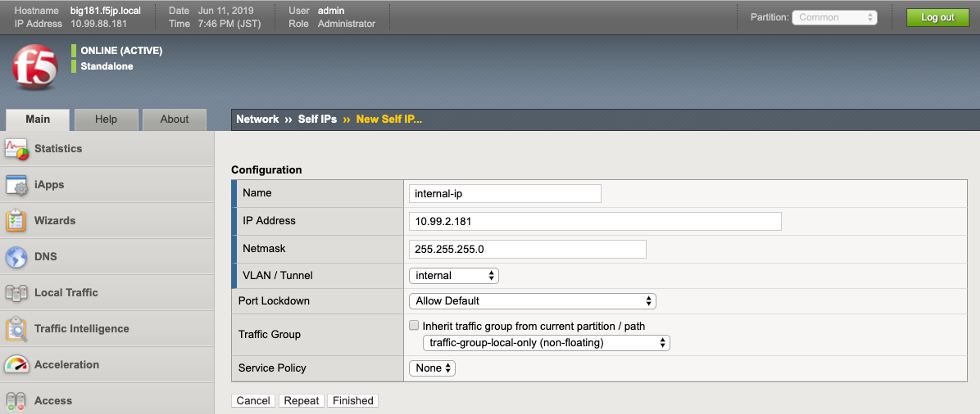 Hostname big181.f5jp.local Date Jun 11, 2019 User admin
IP Address 10.99.88.181 Time 7:46 PM (JST) Role Administrator
Partition: Common
Log out
f5
ONLINE (ACTIVE)
Standalone
Main Help About
Network ›› Self IPs ›› New Self IP...
Statistics
iApps
Wizards
DNS
Local Traffic
Traffic Intelligence
Acceleration
Access
Configuration
Name internal-ip
IP Address 10.99.2.181
Netmask 255.255.255.0
VLAN / Tunnel internal
Port Lockdown Allow Default
Traffic Group Inherit traffic group from current partition / path
traffic-group-local-only (non-floating)
Service Policy None
Cancel Repeat Finished